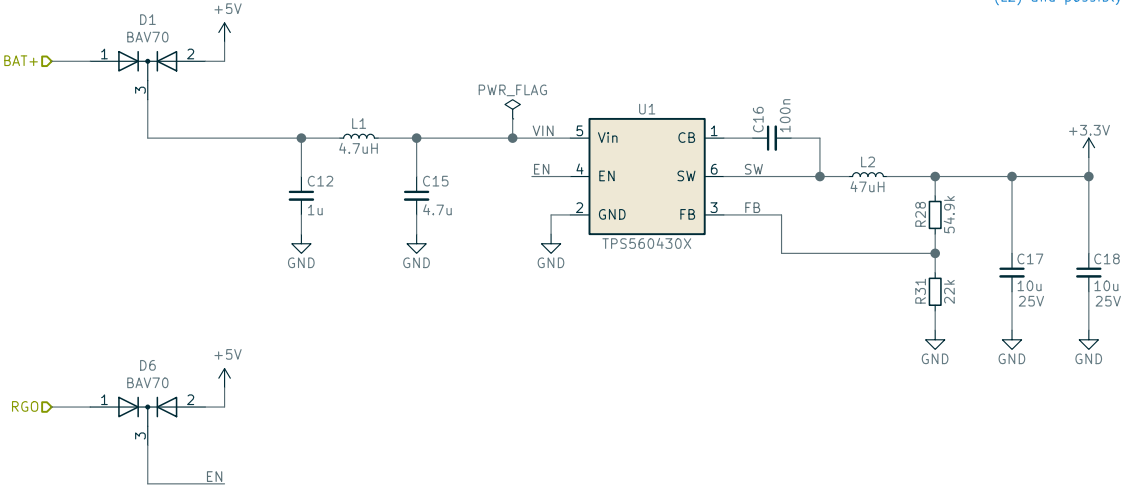 (L2) and possibly
D1
BAV70
+5V
BAT+
1
2
3
PWR_FLAG
L1
4.7uH
VIN
5
Vin
U1
CB
1
C16
100n
+3.3V
EN
4
EN
SW
6
SW
L2
47uH
C12
1u
C15
4.7u
2
GND
FB
3
FB
R28
54.9k
TPS560430X
GND
GND
GND
R31
22k
C17
10u
25V
C18
10u
25V
GND
GND
GND
D6
BAV70
+5V
RGO
1
2
3
EN